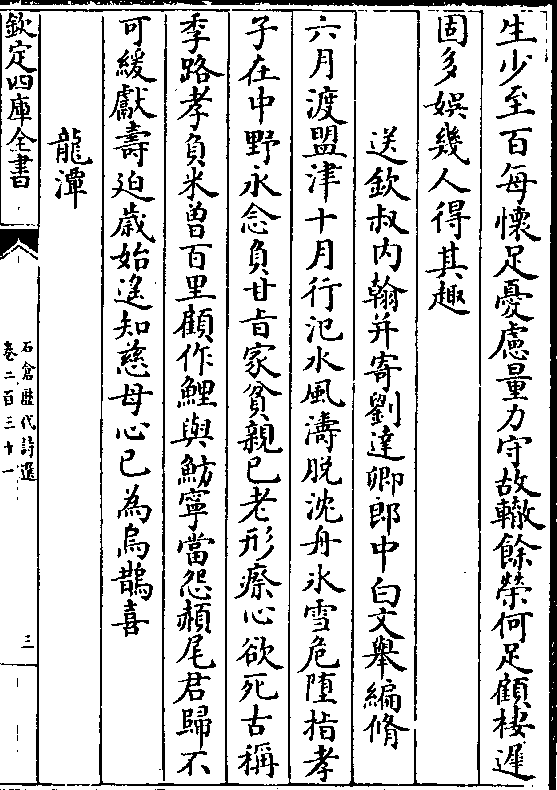 生少至百每懷足憂慮量力守故轍餘榮何足顧棲遲
固多娛幾人得其趣
送欽叔内翰并寄劉達卿郎中白文舉編脩
六月渡盟津十月行汜水風濤脱沈舟氷雪危墮指孝
子在中野永念負甘旨家貧親已老形瘵心欲死古稱
季路孝負米曽百里顧作鯉與魴寧當怨赬尾君歸不
可緩獻壽迫歲始遙知慈母心已為烏鵲喜
龍潭
欽定四庫全書
石倉歴代詩選
卷二百三十一
三